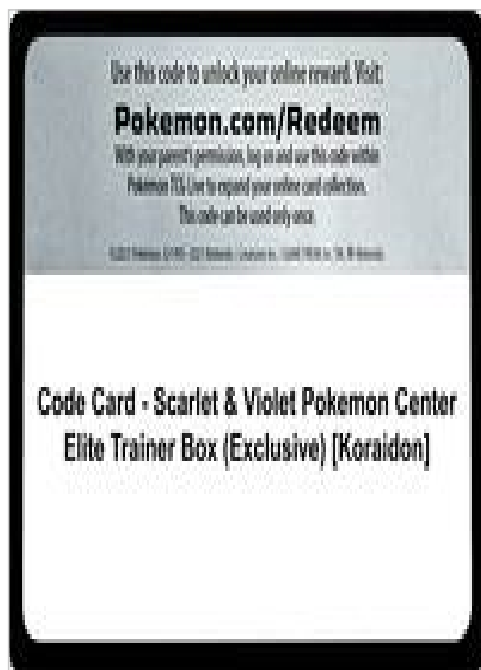 Use this code to unlock your online reward. Visit:
Pokemon.com/Redeem
With your parent's permission, log on and use this code within
Pokémon TCG Live to expand your online card collection.
This code can be used only once.
Code Card - Scarlet & Violet Pokemon Center
Elite Trainer Box (Exclusive) [Koraidon]